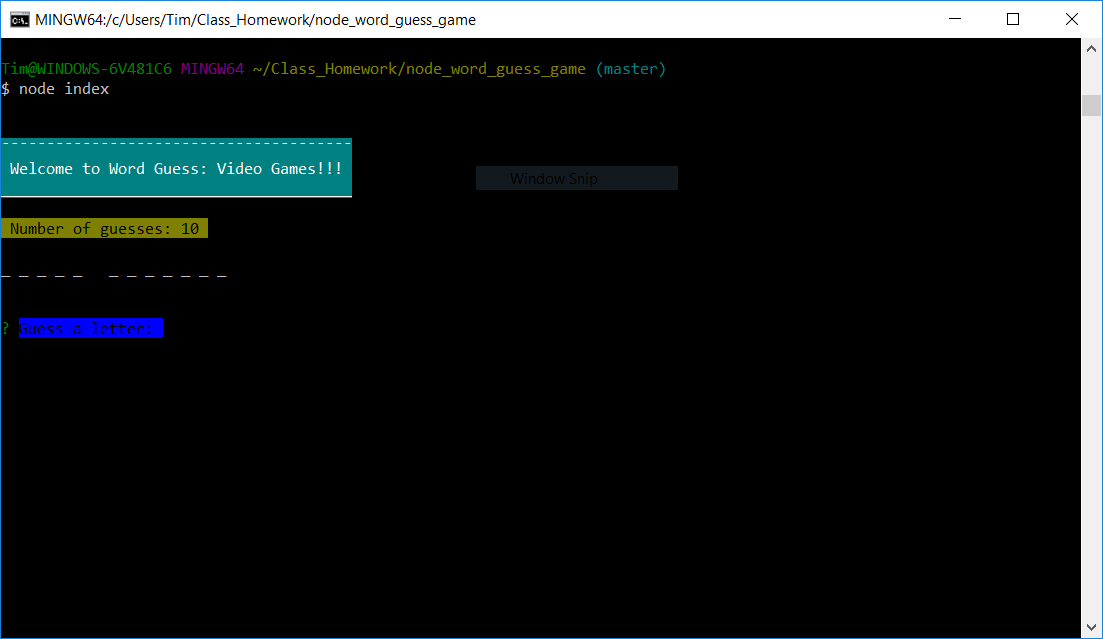 MINGW64:/c/Users/Tim/Class_Homework/node_word_guess_game
Tim@WINDOWS-6V481C6 MINGW64 ~/Class_Homework/node_word_guess_game (master)
$ node index
---------------------------------------
Welcome to Word Guess: Video Games!!!
Window Snip
Number of guesses: 10
_ _ _ _ _   _ _ _ _ _ _ _
? Guess a letter: